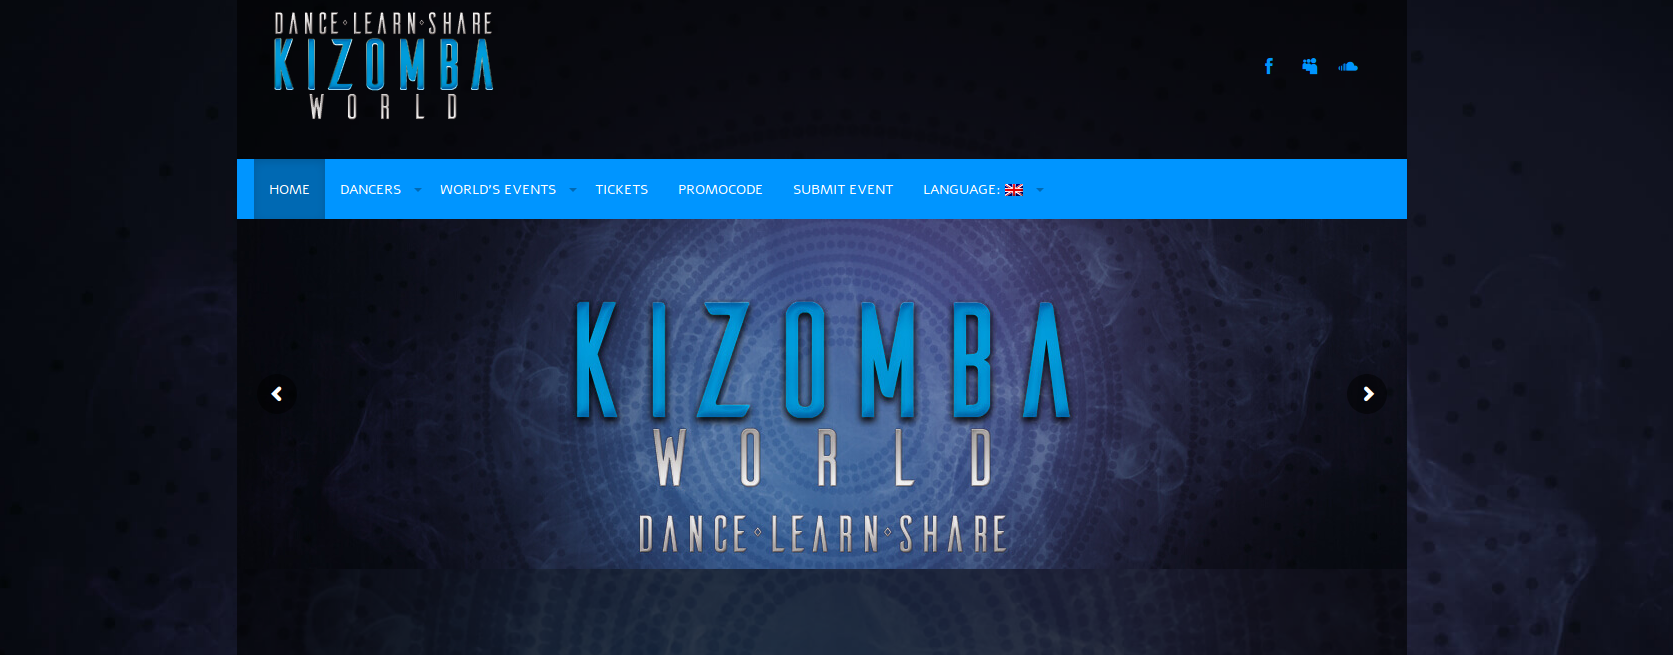 DANCE LEARN SHARE
KIZOMBA
WORLD
HOME DANCERS WORLD'S EVENTS TICKETS PROMOCODE SUBMIT EVENT LANGUAGE:
KIZOMBA
WORLD
DANCE LEARN SHARE